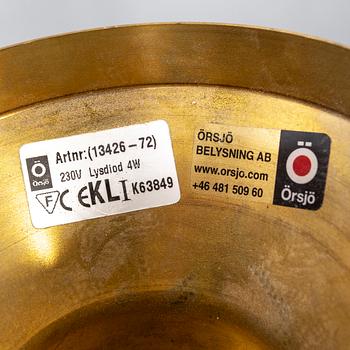 Artnr:(13426-72)
230V Lysdiod 4W
Ö
Örsjö
F CE KLI K63849
ÖRSJÖ
BELYSNING AB
www.orsjo.com
+46 481 509 60
Ö
Örsjö